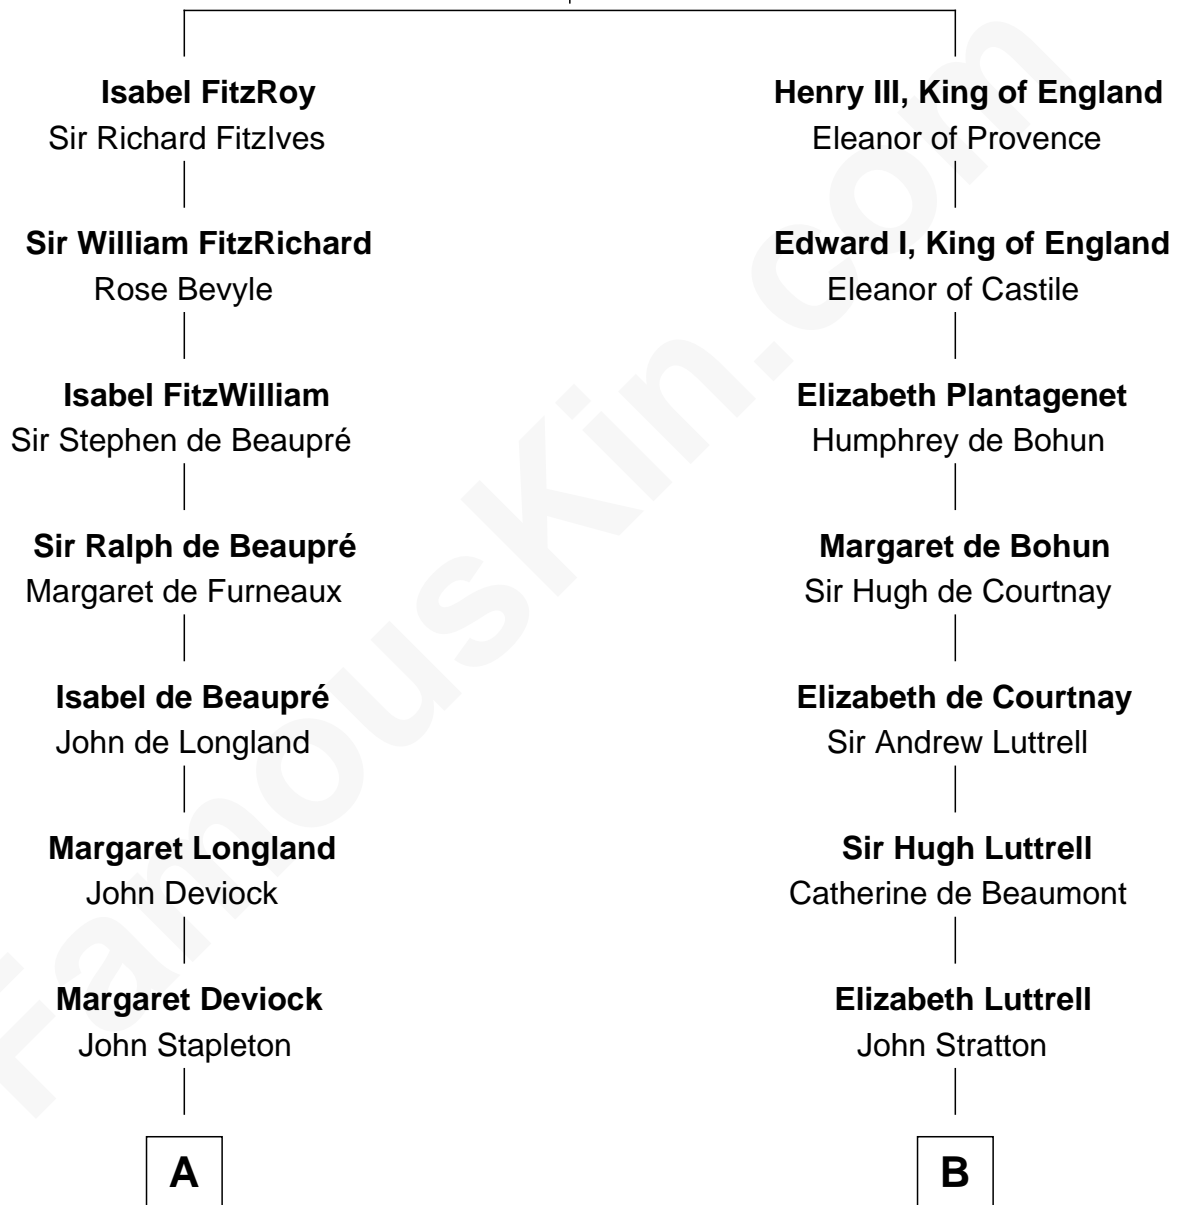 Isabel FitzRoy
Sir Richard FitzIves
Sir William FitzRichard
Rose Bevyle
Isabel FitzWilliam
Sir Stephen de Beaupré
Sir Ralph de Beaupré
Margaret de Furneaux
Isabel de Beaupré
John de Longland
Margaret Longland
John Deviock
Margaret Deviock
John Stapleton
A
Henry III, King of England
Eleanor of Provence
Edward I, King of England
Eleanor of Castile
Elizabeth Plantagenet
Humphrey de Bohun
Margaret de Bohun
Sir Hugh de Courtnay
Elizabeth de Courtnay
Sir Andrew Luttrell
Sir Hugh Luttrell
Catherine de Beaumont
Elizabeth Luttrell
John Stratton
B
FamousKin.com